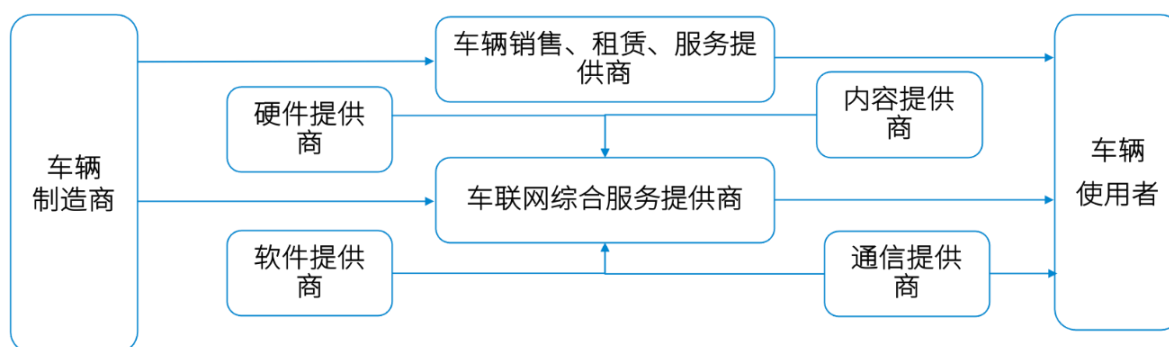 车辆销售、租赁、服务提
供商
硬件提供
商
内容提供
商
车辆
制造商
车联网综合服务提供商
车辆
使用者
软件提供
商
通信提供
商